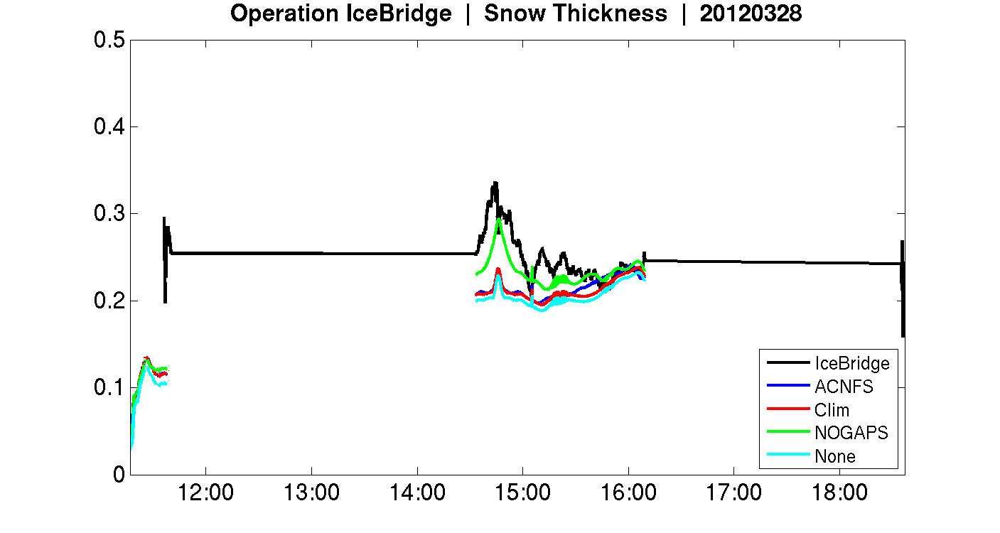 Operation IceBridge | Snow Thickness | 20120328
0.5
0.4
0.3
0.2
0.1
0
12:00 13:00 14:00 15:00 16:00 17:00 18:00
IceBridge
ACNFS
Clim
NOGAPS
None